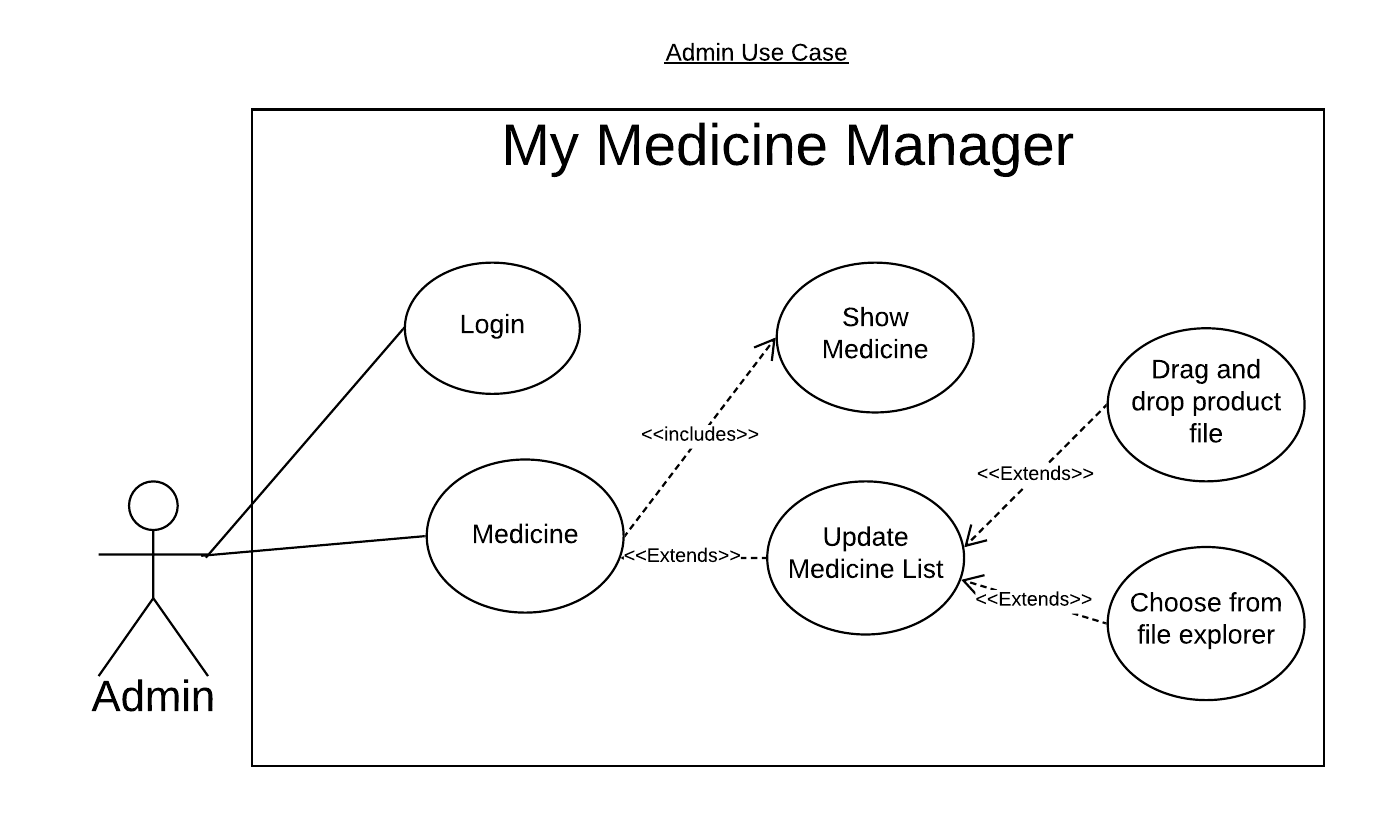 Admin Use Case
My Medicine Manager
Login
Show
Medicine
Drag and
drop product
file
<<includes>>
<<Extends>>
Medicine
<<Extends>>
Update
Medicine List
<<Extends>>
Choose from
file explorer
Admin